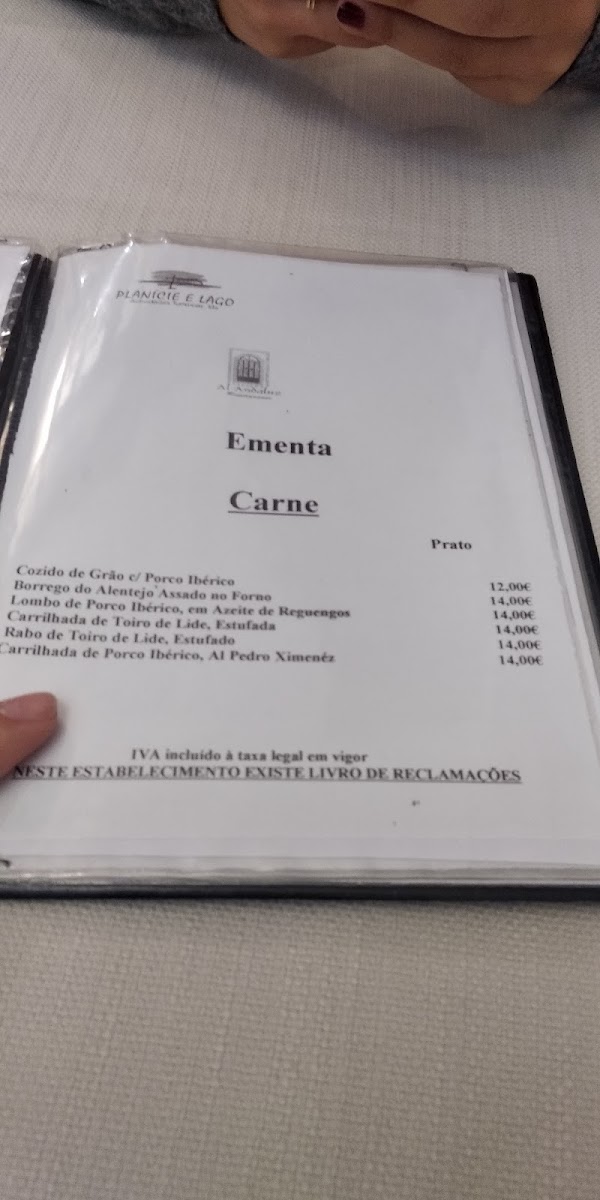 PLANÍCIE E LAGO
Al Andaluz
Ementa
Carne
Prato
Cozido de Grão c/ Porco Ibérico 12,00€
Borrego do Alentejo Assado no Forno 14,00€
Lombo de Porco Ibérico, em Azeite de Reguengos 14,00€
Carrilhada de Toiro de Lide, Estufada 14,00€
Rabo de Toiro de Lide, Estufado 14,00€
Carrilhada de Porco Ibérico, Al Pedro Ximenéz 14,00€
IVA incluído à taxa legal em vigor
NESTE ESTABELECIMENTO EXISTE LIVRO DE RECLAMAÇÕES